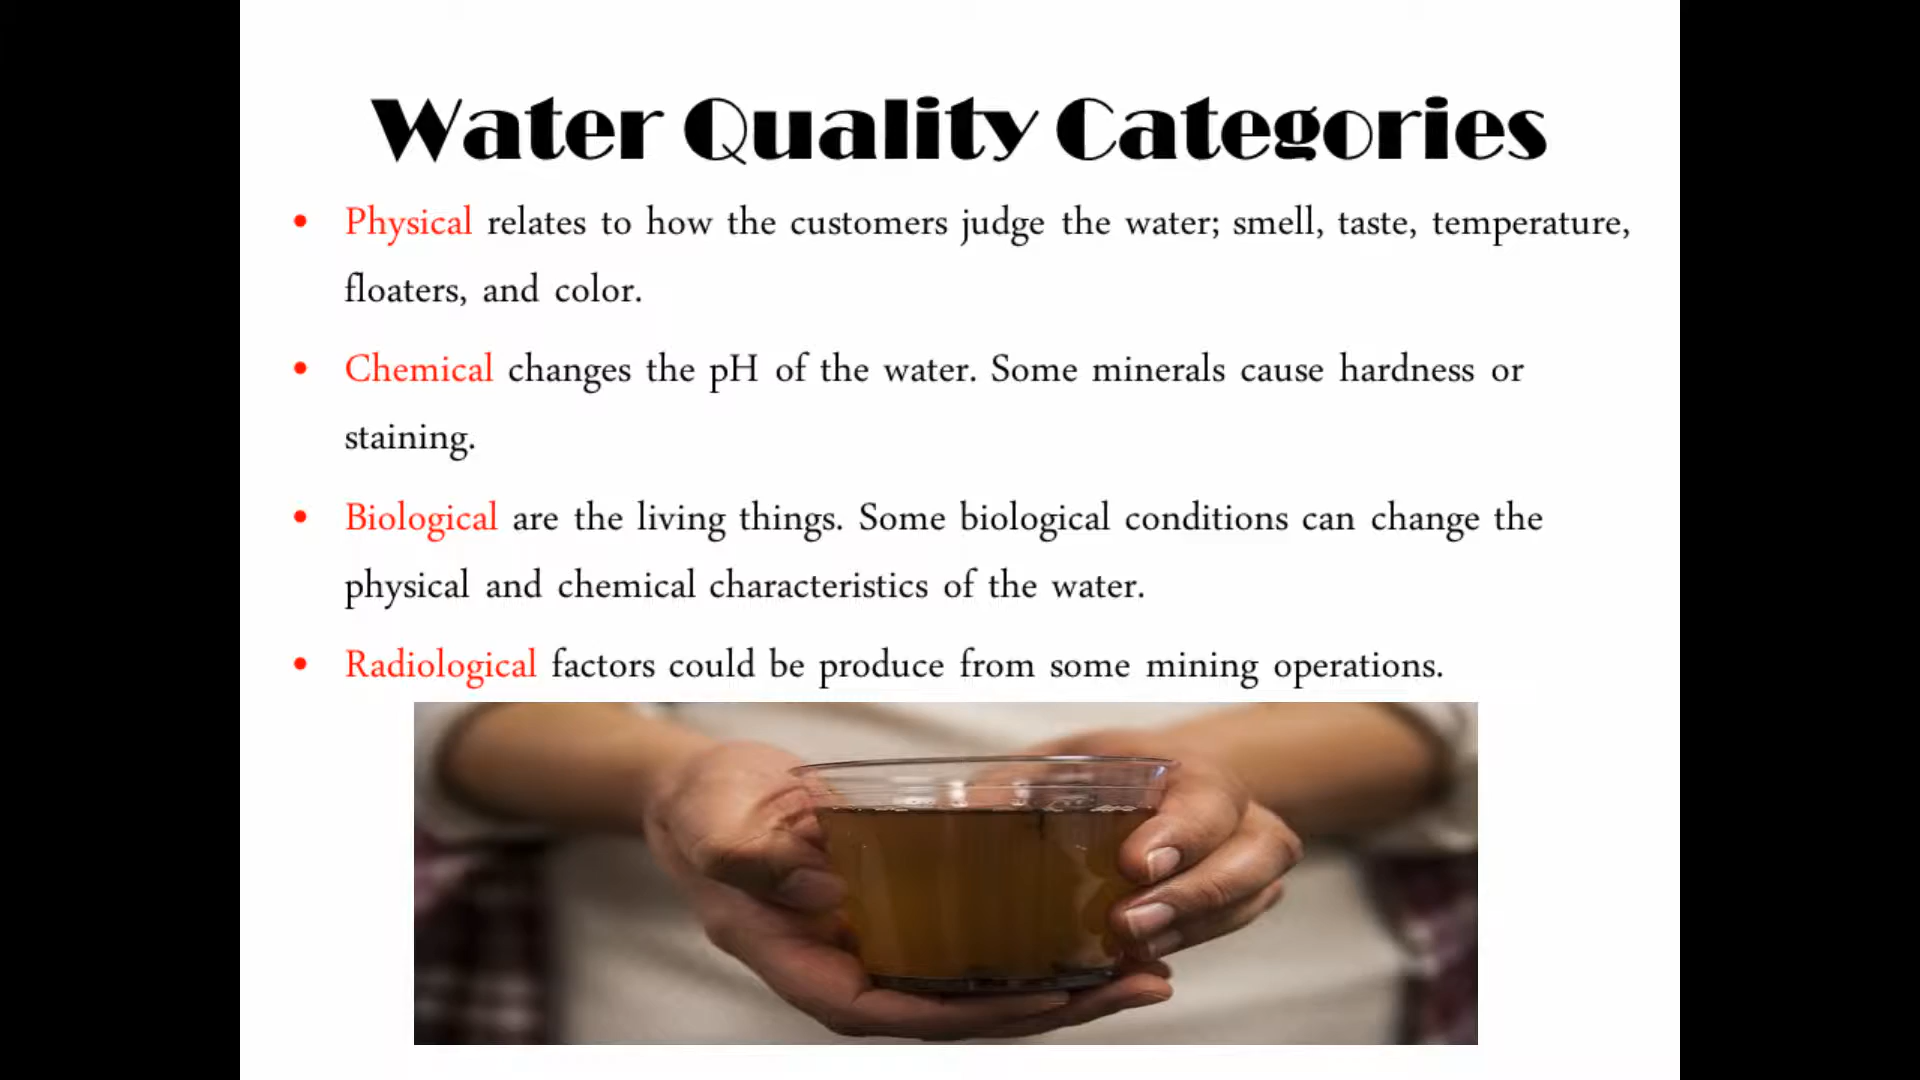 Water Quality Categories
• Physical relates to how the customers judge the water; smell, taste, temperature,
floaters, and color.
• Chemical changes the pH of the water. Some minerals cause hardness or
staining.
• Biological are the living things. Some biological conditions can change the
physical and chemical characteristics of the water.
• Radiological factors could be produce from some mining operations.